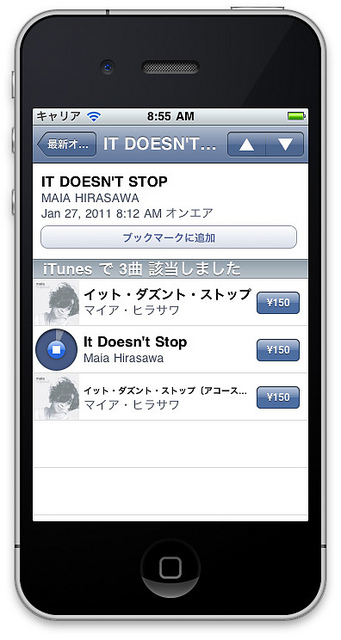 キャリア 8:55 AM
最新オ... IT DOESN'T...
IT DOESN'T STOP
MAIA HIRASAWA
Jan 27, 2011 8:12 AM オンエア
ブックマークに追加
iTunes で 3曲 該当しました
イット・ダズント・ストップ
マイア・ヒラサワ
¥150
It Doesn't Stop
Maia Hirasawa
¥150
イット・ダズント・ストップ（アコース...
マイア・ヒラサワ
¥150